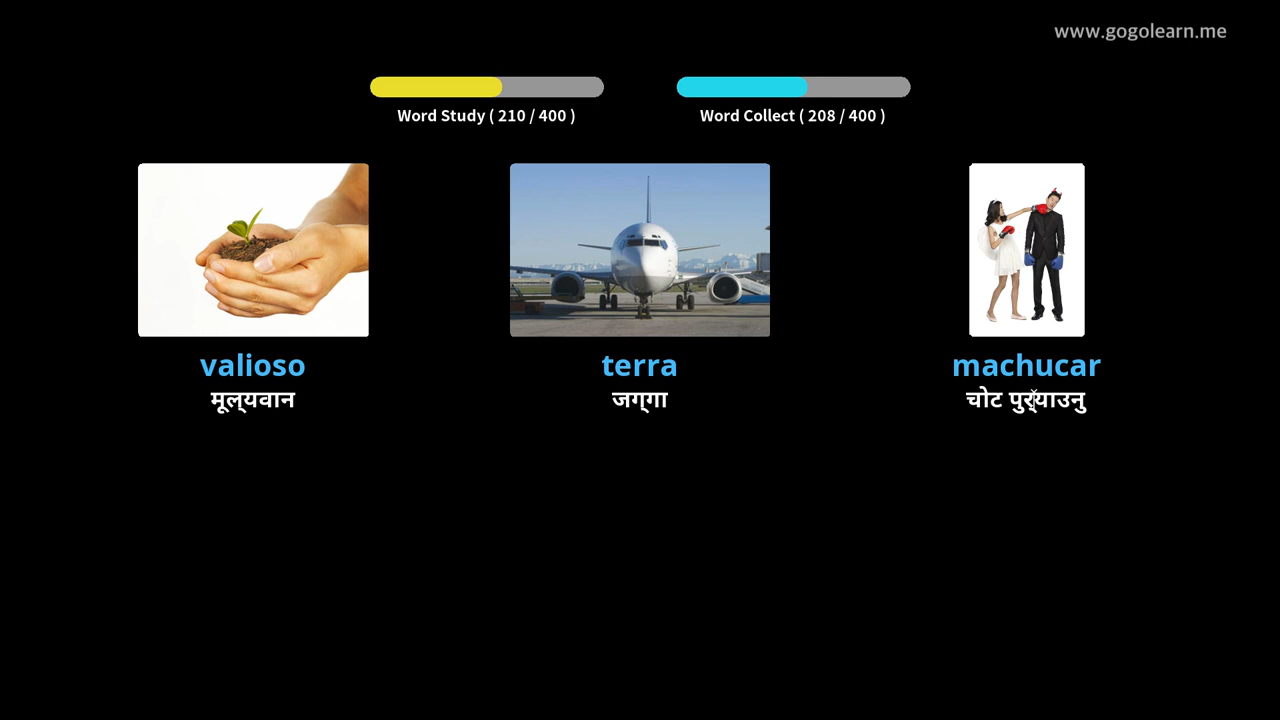 www.gogolearn.me
Word Study ( 210 / 400 )
Word Collect ( 208 / 400 )
valioso
terra
machucar
मूल्यवान
जग्गा
चोट पुर्‍याउनु